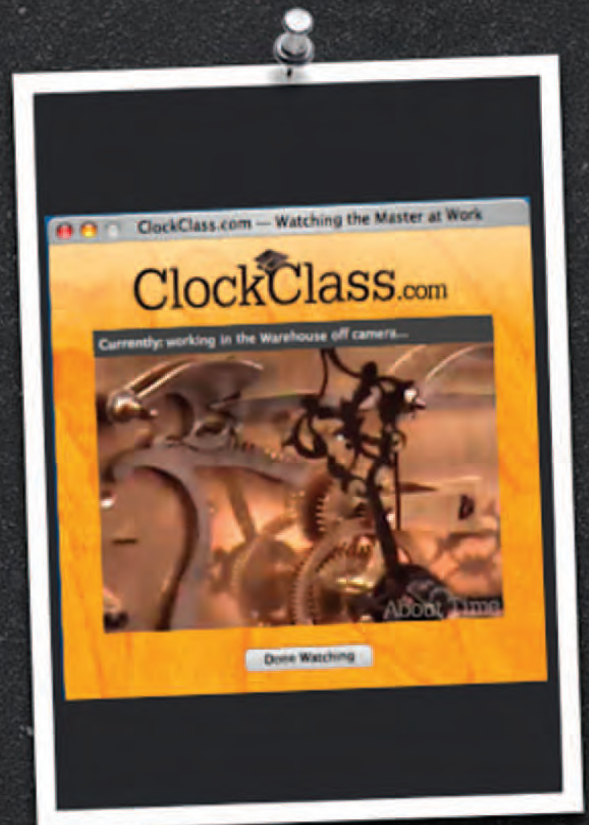 ClockClass.com — Watching the Master at Work
ClockClass.com
Currently: working in the Warehouse off camera...
About Time
Done Watching